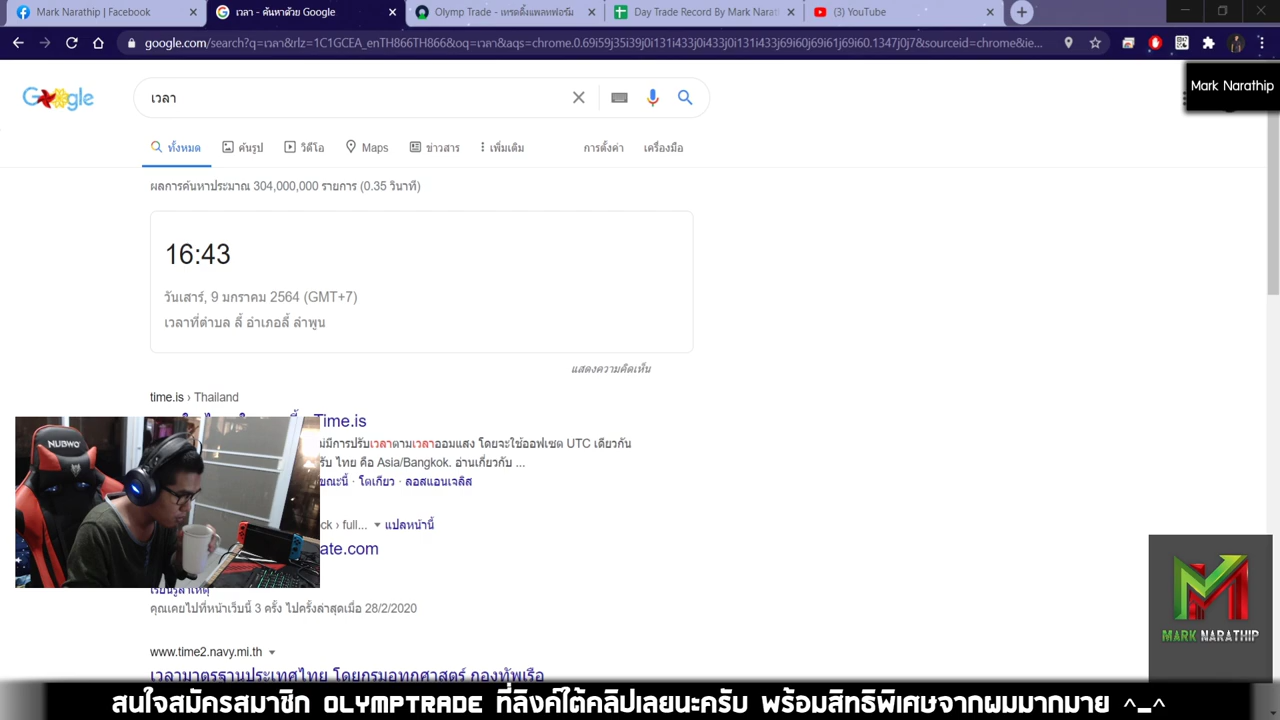 Mark Narathip | Facebook
เวลา - ค้นหาด้วย Google
Olymp Trade - เทรดดิ้งแพลทฟอร์ม
Day Trade Record By Mark Narat
(3) YouTube
google.com/search?q=เวลา&rlz=1C1GCEA_enTH866TH866&oq=เวลา&aqs=chrome.0.69i59j35i39j0i131i433j0i433j0i131i433j69i60j69i61j69i60.1347j0j7&sourceid=chrome&ie...
Mark Narathip
Google
เวลา
ทั้งหมด
ค้นรูป
วิดีโอ
Maps
ข่าวสาร
เพิ่มเติม
การตั้งค่า
เครื่องมือ
ผลการค้นหาประมาณ 304,000,000 รายการ (0.35 วินาที)
16:43
วันเสาร์, 9 มกราคม 2564 (GMT+7)
เวลาที่ตำบล ลี้ อำเภอลี้ ลำพูน
แสดงความคิดเห็น
time.is › Thailand
Time.is
ไม่มีการปรับเวลาตามเวลาออมแสง โดยจะใช้ออฟเซต UTC เดียวกัน
รับ ไทย คือ Asia/Bangkok. อ่านเกี่ยวกับ ...
ขณะนี้ · โตเกียว · ลอสแอนเจลิส
ck › full... แปลหน้านี้
ate.com
คุณเคยไปที่หน้าเว็บนี้ 3 ครั้ง ไปครั้งล่าสุดเมื่อ 28/2/2020
www.time2.navy.mi.th
เวลามาตรฐานประเทศไทย โดยกรมอุทกศาสตร์ กองทัพเรือ
NUBWO
MARK NARATHIP
สนใจสมัครสมาชิก OLYMPTRADE ที่ลิงค์ใต้คลิปเลยนะครับ พร้อมสิทธิพิเศษจากผมมากมาย ^_^